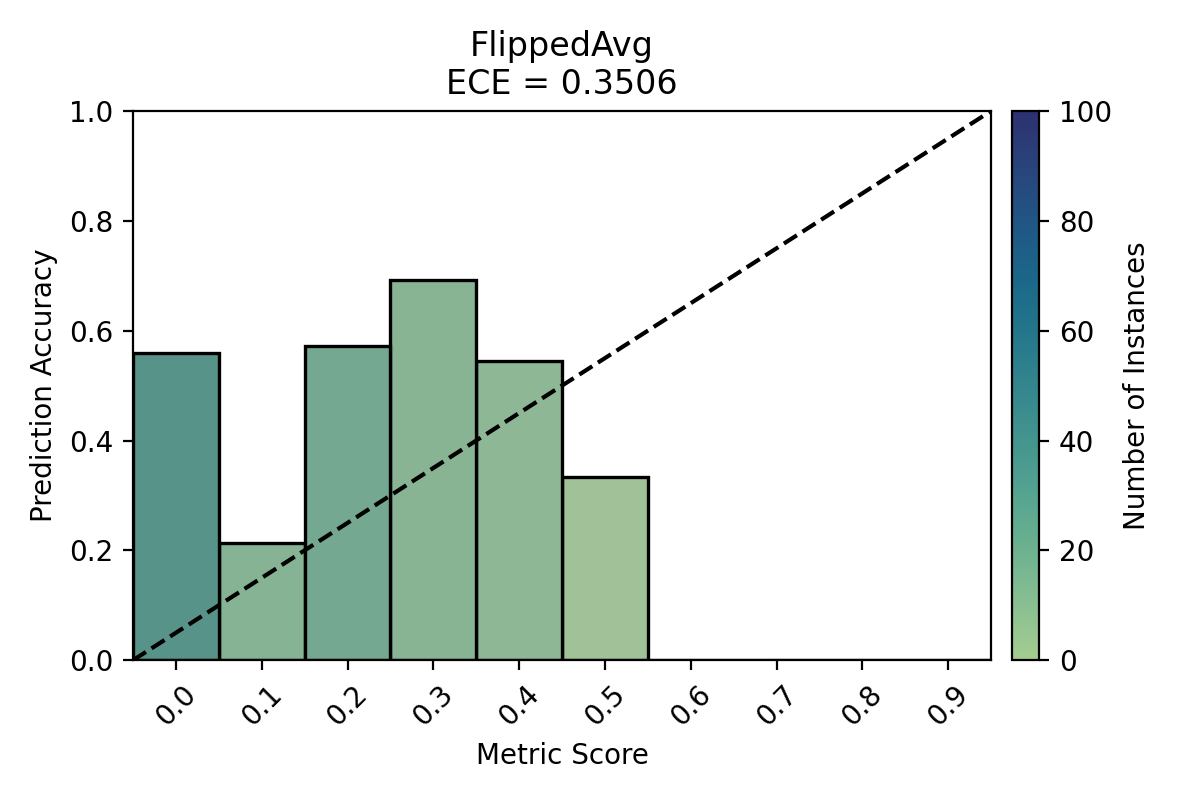 FlippedAvg
ECE = 0.3506
1.0
0.8
0.6
0.4
0.2
0.0
Prediction Accuracy
0.0 0.1 0.2 0.3 0.4 0.5 0.6 0.7 0.8 0.9
Metric Score
100
80
60
40
20
0
Number of Instances